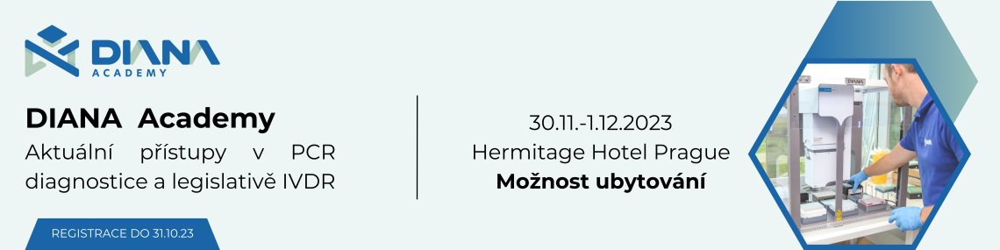 DIANA
ACADEMY
DIANA Academy
Aktuální přístupy v PCR
diagnostice a legislativě IVDR
REGISTRACE DO 31.10.23
30.11.-1.12.2023
Hermitage Hotel Prague
Možnost ubytování
DIANA